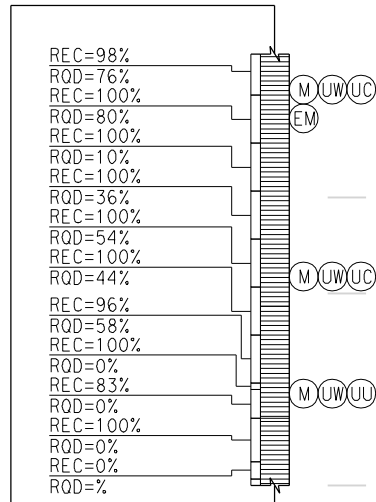 REC=98%
RQD=76%
REC=100%
M UW UC
RQD=80%
EM
REC=100%
RQD=10%
REC=100%
RQD=36%
REC=100%
RQD=54%
REC=100%
RQD=44%
M UW UC
REC=96%
RQD=58%
REC=100%
RQD=0%
REC=83%
M UW UU
RQD=0%
REC=100%
RQD=0%
REC=0%
RQD=%